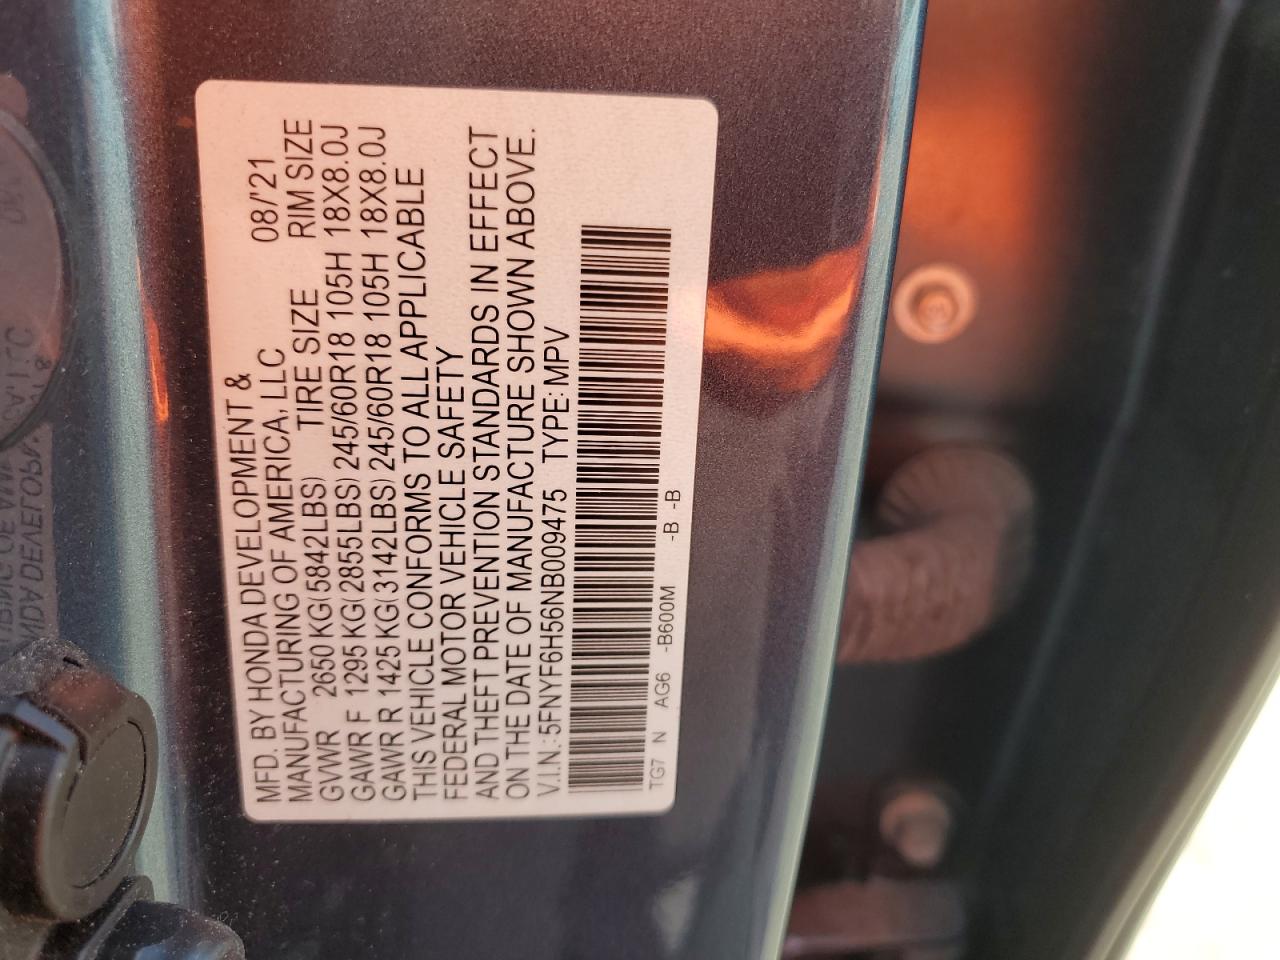 MFD. BY HONDA DEVELOPMENT &
MANUFACTURING OF AMERICA, LLC 08/'21
GVWR 2650 KG(5842LBS) TIRE SIZE RIM SIZE
GAWR F 1295 KG(2855LBS) 245/60R18 105H 18X8.0J
GAWR R 1425 KG(3142LBS) 245/60R18 105H 18X8.0J
THIS VEHICLE CONFORMS TO ALL APPLICABLE
FEDERAL MOTOR VEHICLE SAFETY
AND THEFT PREVENTION STANDARDS IN EFFECT
ON THE DATE OF MANUFACTURE SHOWN ABOVE.
V.I.N.:5FNYF6H56NB009475 TYPE:MPV
TG7 N AG6 -B600M -B -B